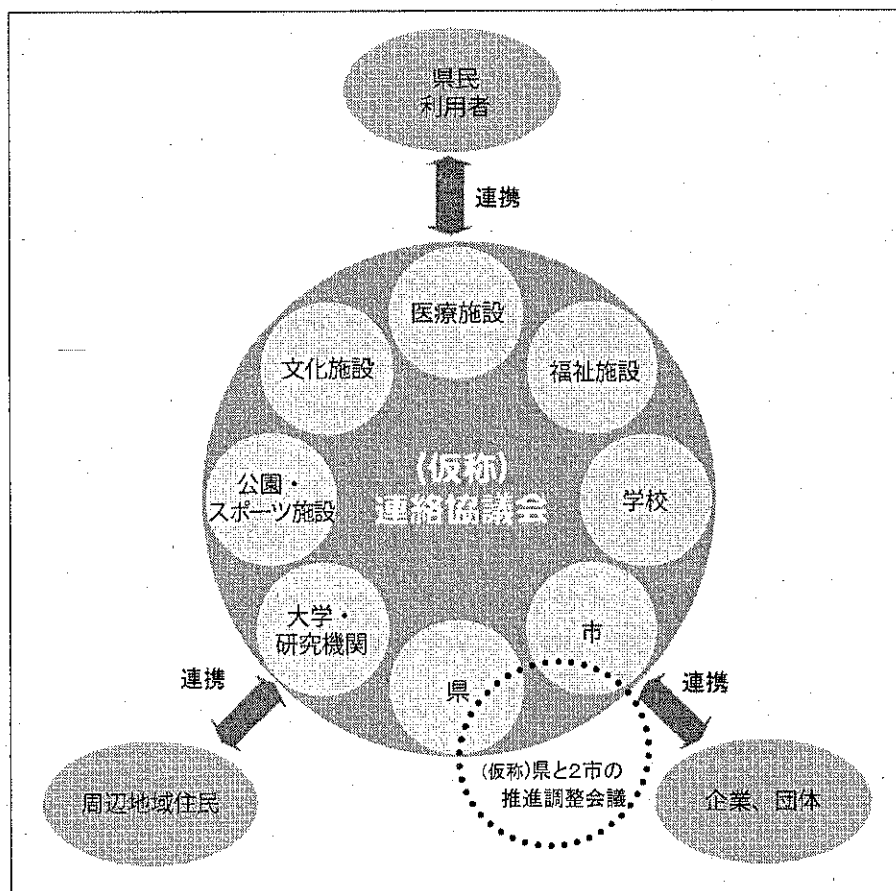 県民
利用者
連携
医療施設
文化施設
福祉施設
(仮称)
連絡協議会
公園・
スポーツ施設
学校
大学・
研究機関
市
県
連携
連携
(仮称)県と2市の
推進調整会議
周辺地域住民
企業、団体